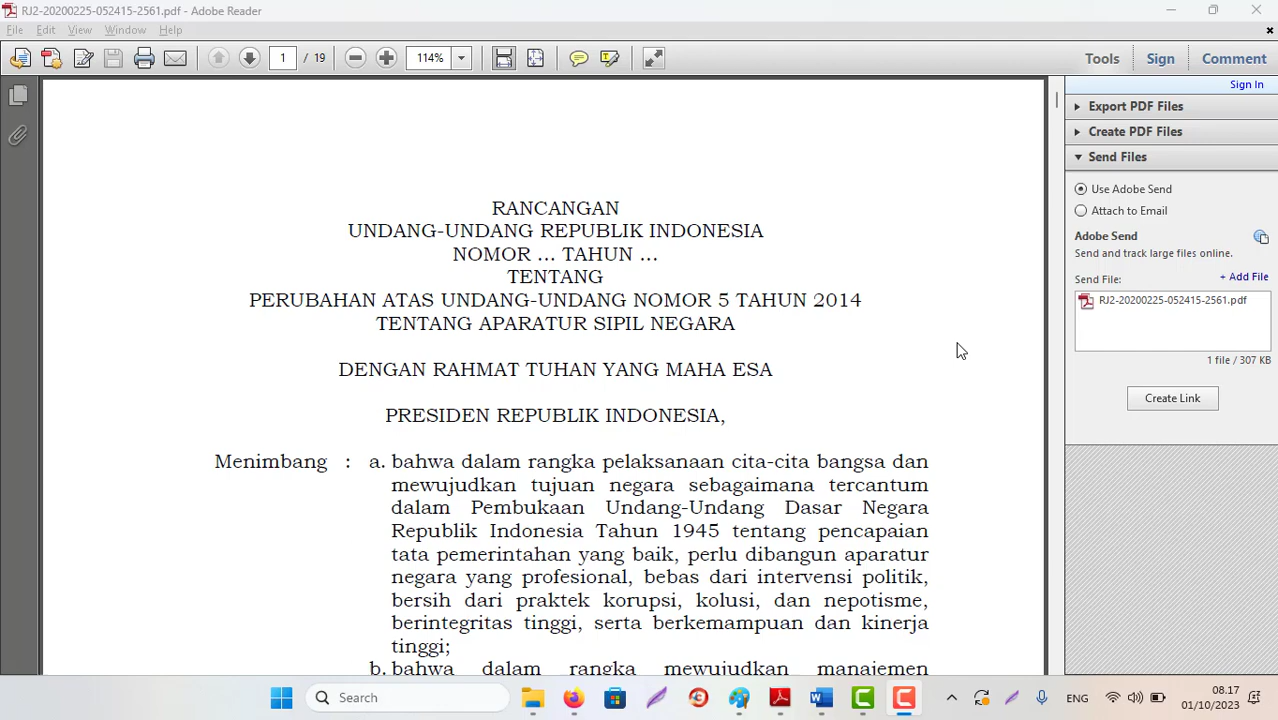 RJ2-20200225-052415-2561.pdf - Adobe Reader
File Edit View Window Help
1 / 19 114% Tools Sign Comment
Sign In
Export PDF Files
Create PDF Files
Send Files
Use Adobe Send
Attach to Email
Adobe Send
Send and track large files online.
Send File: + Add File
RJ2-20200225-052415-2561.pdf
1 file / 307 KB
Create Link
RANCANGAN
UNDANG-UNDANG REPUBLIK INDONESIA
NOMOR ... TAHUN ...
TENTANG
PERUBAHAN ATAS UNDANG-UNDANG NOMOR 5 TAHUN 2014
TENTANG APARATUR SIPIL NEGARA
DENGAN RAHMAT TUHAN YANG MAHA ESA
PRESIDEN REPUBLIK INDONESIA,
Menimbang : a. bahwa dalam rangka pelaksanaan cita-cita bangsa dan
mewujudkan tujuan negara sebagaimana tercantum
dalam Pembukaan Undang-Undang Dasar Negara
Republik Indonesia Tahun 1945 tentang pencapaian
tata pemerintahan yang baik, perlu dibangun aparatur
negara yang profesional, bebas dari intervensi politik,
bersih dari praktek korupsi, kolusi, dan nepotisme,
berintegritas tinggi, serta berkemampuan dan kinerja
tinggi;
b. bahwa dalam rangka mewujudkan manajemen
Search
ENG
08.17
01/10/2023